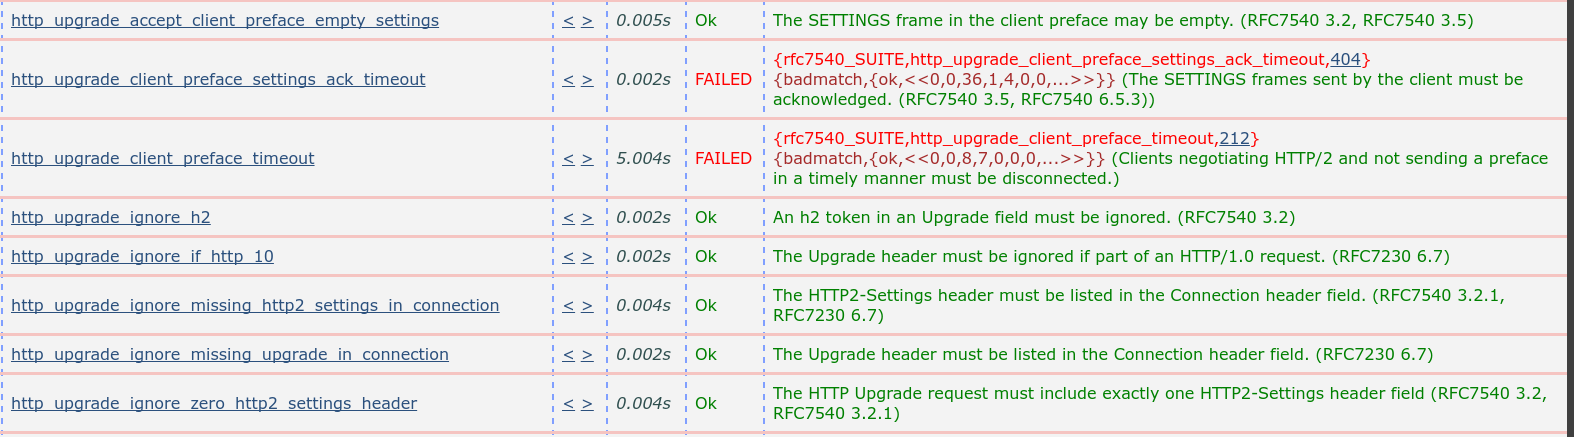 http_upgrade_accept_client_preface_empty_settings < > 0.005s Ok The SETTINGS frame in the client preface may be empty. (RFC7540 3.2, RFC7540 3.5)
{rfc7540_SUITE,http_upgrade_client_preface_settings_ack_timeout,404}
http_upgrade_client_preface_settings_ack_timeout < > 0.002s FAILED {badmatch,{ok,<<0,0,36,1,4,0,0,...>>}} (The SETTINGS frames sent by the client must be
acknowledged. (RFC7540 3.5, RFC7540 6.5.3))
{rfc7540_SUITE,http_upgrade_client_preface_timeout,212}
http_upgrade_client_preface_timeout < > 5.004s FAILED {badmatch,{ok,<<0,0,8,7,0,0,0,...>>}} (Clients negotiating HTTP/2 and not sending a preface
in a timely manner must be disconnected.)
http_upgrade_ignore_h2 < > 0.002s Ok An h2 token in an Upgrade field must be ignored. (RFC7540 3.2)
http_upgrade_ignore_if_http_10 < > 0.002s Ok The Upgrade header must be ignored if part of an HTTP/1.0 request. (RFC7230 6.7)
The HTTP2-Settings header must be listed in the Connection header field. (RFC7540 3.2.1,
http_upgrade_ignore_missing_http2_settings_in_connection < > 0.004s Ok
RFC7230 6.7)
http_upgrade_ignore_missing_upgrade_in_connection < > 0.002s Ok The Upgrade header must be listed in the Connection header field. (RFC7230 6.7)
The HTTP Upgrade request must include exactly one HTTP2-Settings header field (RFC7540 3.2,
http_upgrade_ignore_zero_http2_settings_header < > 0.004s Ok
RFC7540 3.2.1)